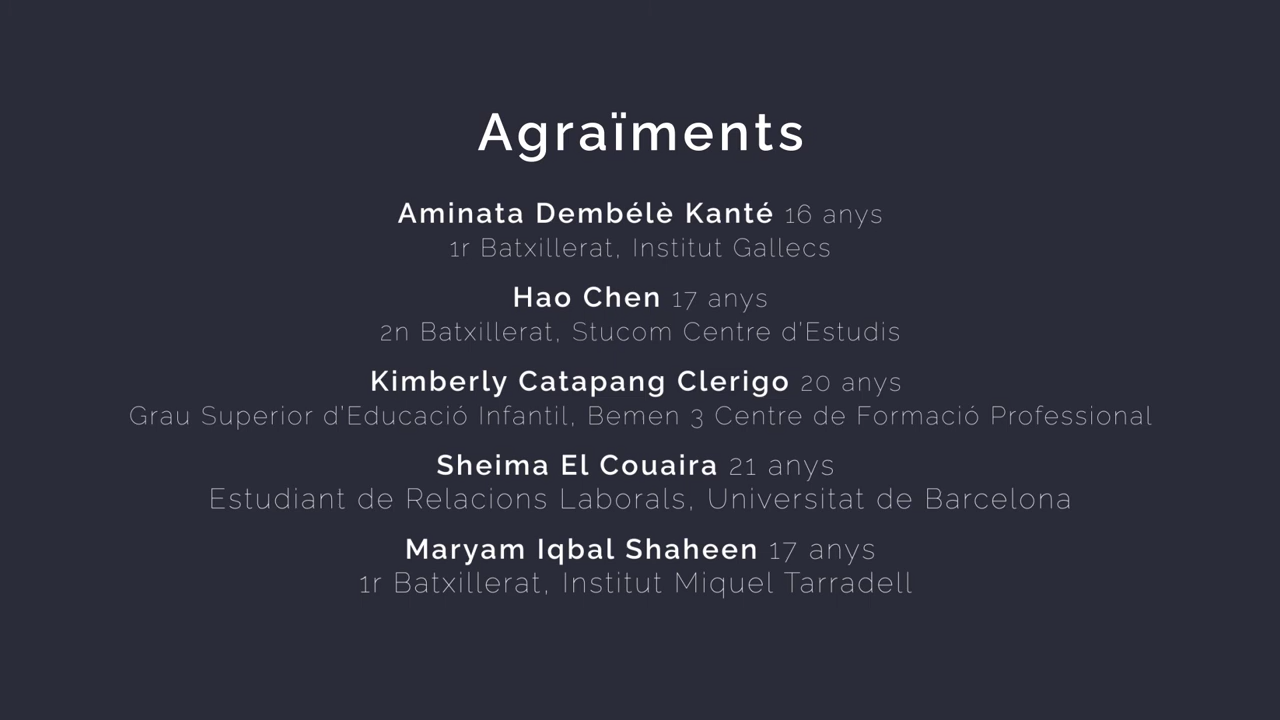 Agraïments
Aminata Dembélè Kanté 16 anys
1r Batxillerat, Institut Gallecs
Hao Chen 17 anys
2n Batxillerat, Stucom Centre d'Estudis
Kimberly Catapang Clerigo 20 anys
Grau Superior d'Educació Infantil, Bemen 3 Centre de Formació Professional
Sheima El Couaira 21 anys
Estudiant de Relacions Laborals, Universitat de Barcelona
Maryam Iqbal Shaheen 17 anys
1r Batxillerat, Institut Miquel Tarradell